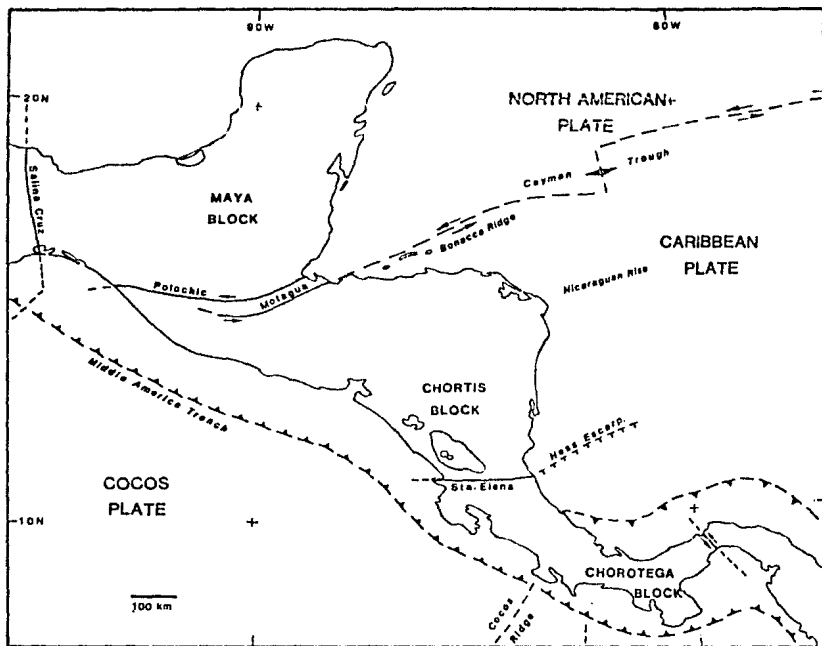 90W
80W
20N
NORTH AMERICAN
PLATE
Salina Cruz
Cayman Trough
MAYA
BLOCK
Bonacca Ridge
CARIBBEAN
PLATE
Polochic
Motagua
Nicaraguan Rise
Middle America Trench
CHORTIS
BLOCK
Hess Escarp.
COCOS
PLATE
Sta. Elena
10N
CHOROTEGA
BLOCK
100 km
Cocos
Ridge